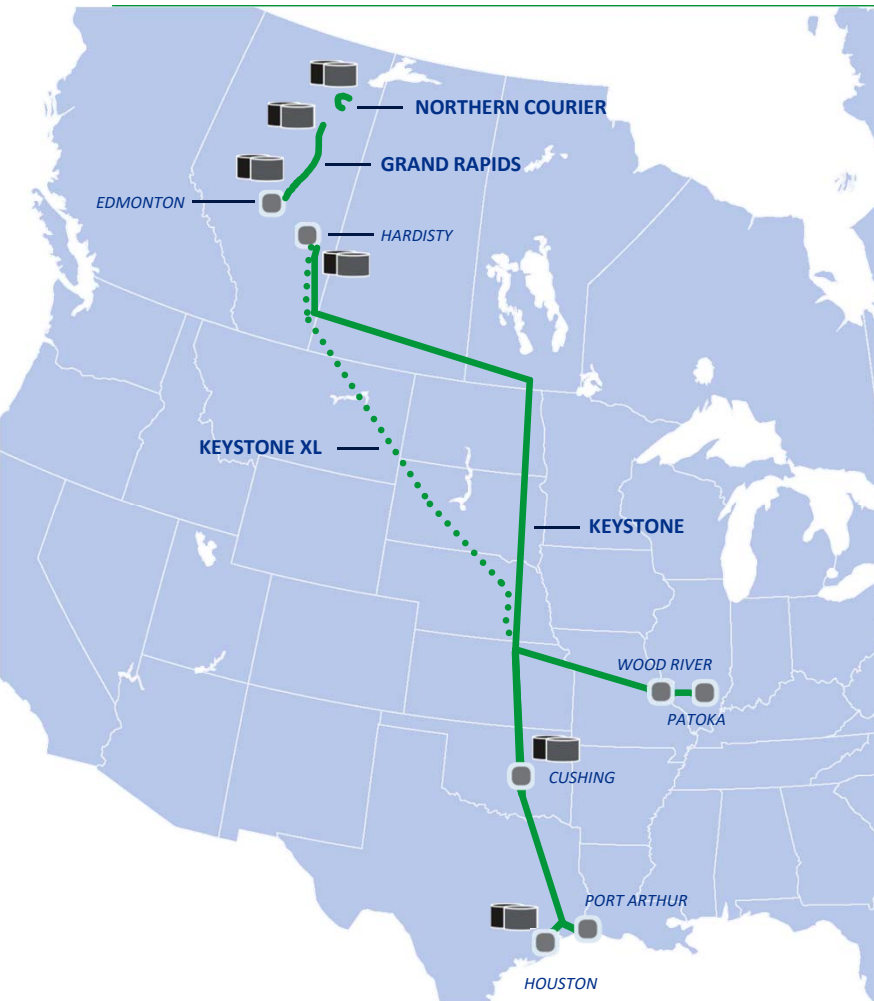 NORTHERN COURIER
GRAND RAPIDS
EDMONTON
HARDISTY
KEYSTONE XL
KEYSTONE
WOOD RIVER
PATOKA
CUSHING
PORT ARTHUR
HOUSTON